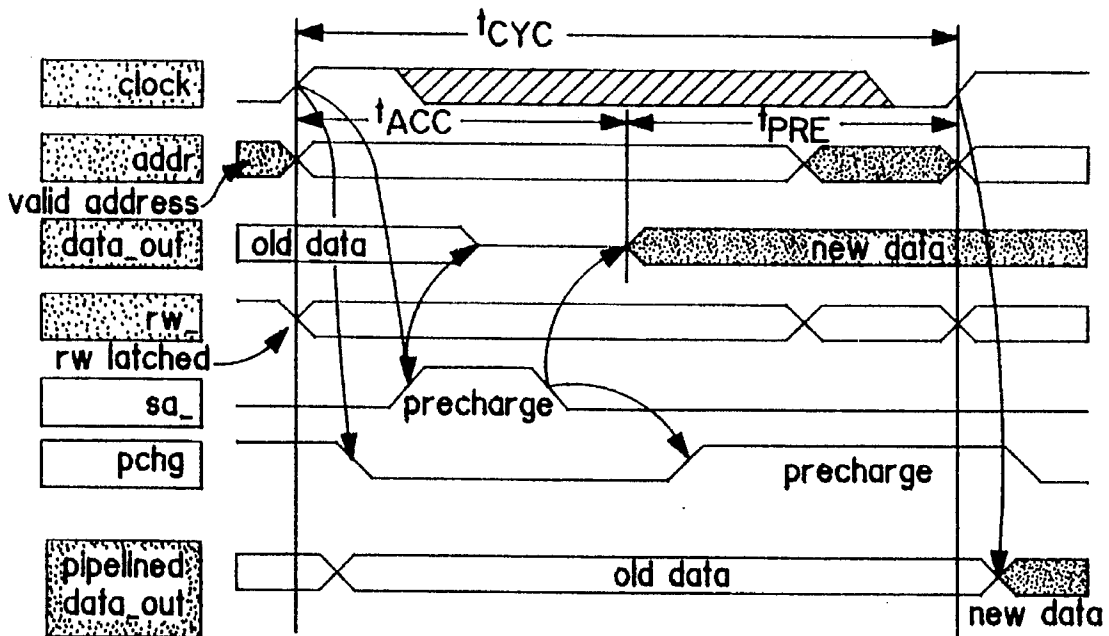 tCYC
clock
tACC
tPRE
addr
valid address
data_out
old data
new data
rw_
rw latched
sa_
precharge
pchg
precharge
pipelined
data_out
old data
new data